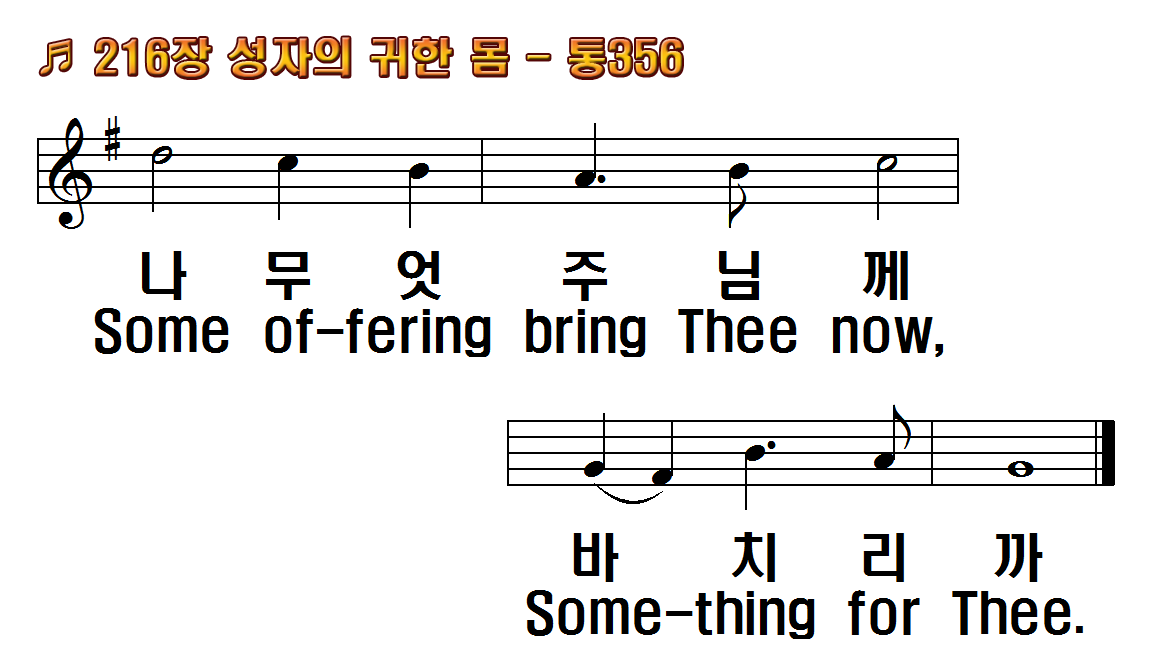 ♬ 216장 성자의 귀한 몸 - 통356
나 무 엇 주 님 께
Some of-fering bring Thee now,
바 치 리 까
Some-thing for Thee.